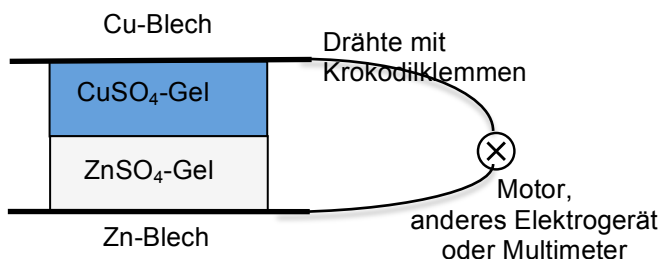 Cu-Blech
Drähte mit
Krokodilklemmen
CuSO₄-Gel
ZnSO₄-Gel
Motor,
anderes Elektrogerät
oder Multimeter
Zn-Blech